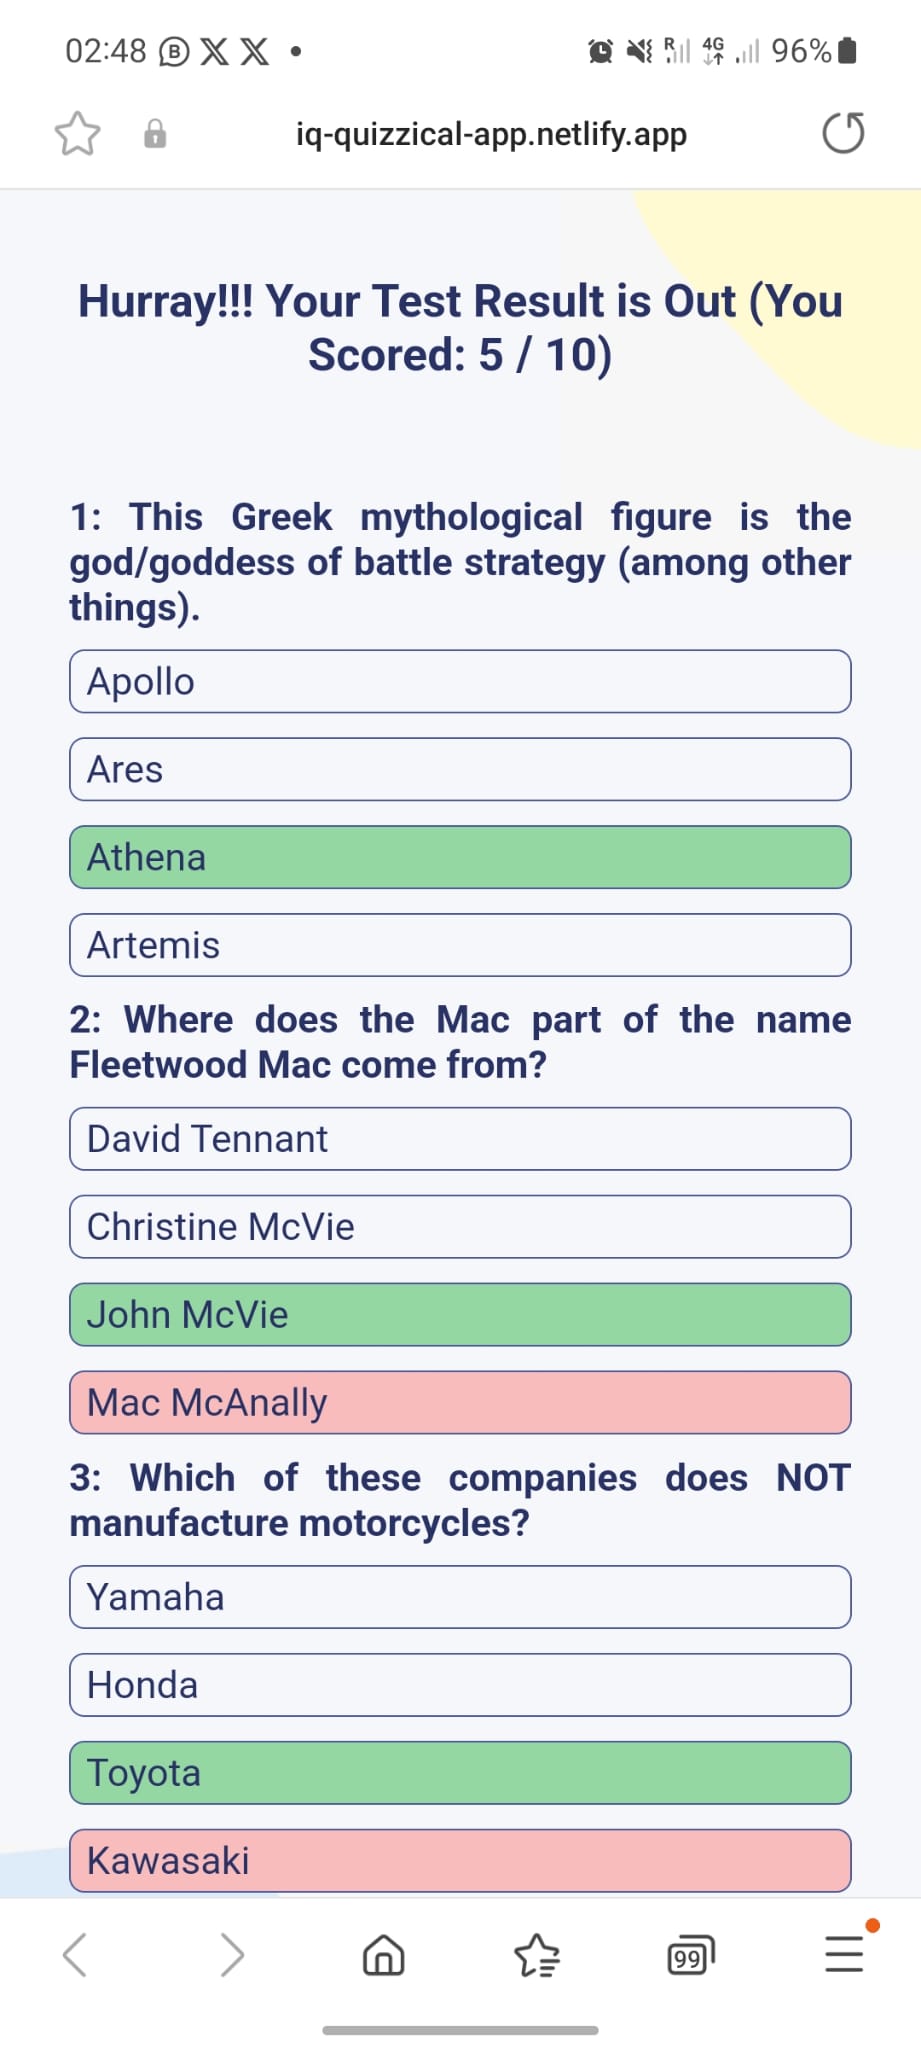 02:48
R 4G 96%
iq-quizzical-app.netlify.app
Hurray!!! Your Test Result is Out (You
Scored: 5 / 10)
1: This Greek mythological figure is the
god/goddess of battle strategy (among other
things).
Apollo
Ares
Athena
Artemis
2: Where does the Mac part of the name
Fleetwood Mac come from?
David Tennant
Christine McVie
John McVie
Mac McAnally
3: Which of these companies does NOT
manufacture motorcycles?
Yamaha
Honda
Toyota
Kawasaki
99